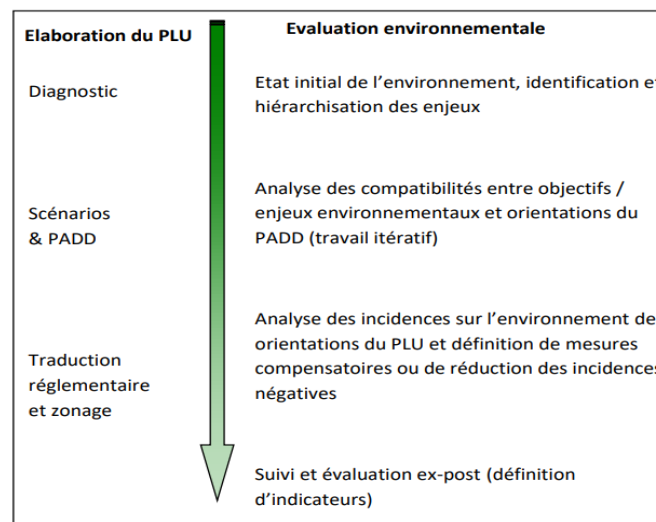 Elaboration du PLU
Evaluation environnementale
Diagnostic
Etat initial de l'environnement, identification et
hiérarchisation des enjeux
Scénarios
& PADD
Analyse des compatibilités entre objectifs /
enjeux environnementaux et orientations du
PADD (travail itératif)
Traduction
réglementaire
et zonage
Analyse des incidences sur l'environnement de
orientations du PLU et définition de mesures
compensatoires ou de réduction des incidences
négatives
Suivi et évaluation ex-post (définition
d'indicateurs)